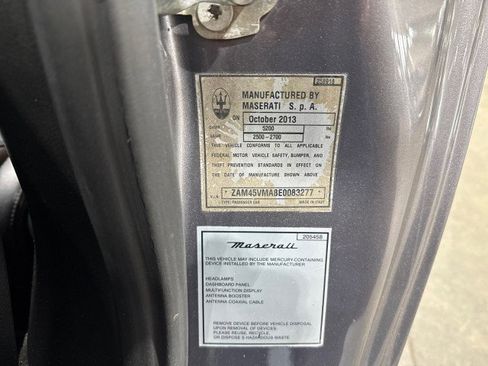 MANUFACTURED BY
MASERATI S. p. A.
ON October 2013
5200
2500 - 2700
THIS VEHICLE CONFORMS TO ALL APPLICABLE
FEDERAL MOTOR VEHICLE SAFETY, BUMPER, AND
THEFT PREVENTION STANDARDS IN EFFECT ON
THE DATE OF MANUFACTURE SHOWN ABOVE
ZAM45VMA8E0083277
TYPE: PASSENGER CAR MADE IN ITALY
205458
Maserati
THIS VEHICLE MAY INCLUDE MERCURY-CONTAINING
DEVICE INSTALLED BY THE MANUFACTURER
HEADLAMPS
DASHBOARD PANEL
MULTIFUNCTION DISPLAY
ANTENNA BOOSTER
ANTENNA COAXIAL CABLE
REMOVE DEVICE BEFORE VEHICLE DISPOSAL
UPON REMOVAL OF DEVICES:
PLEASE REUSE, RECYCLE,
OR DISPOSE AS HAZARDOUS WASTE